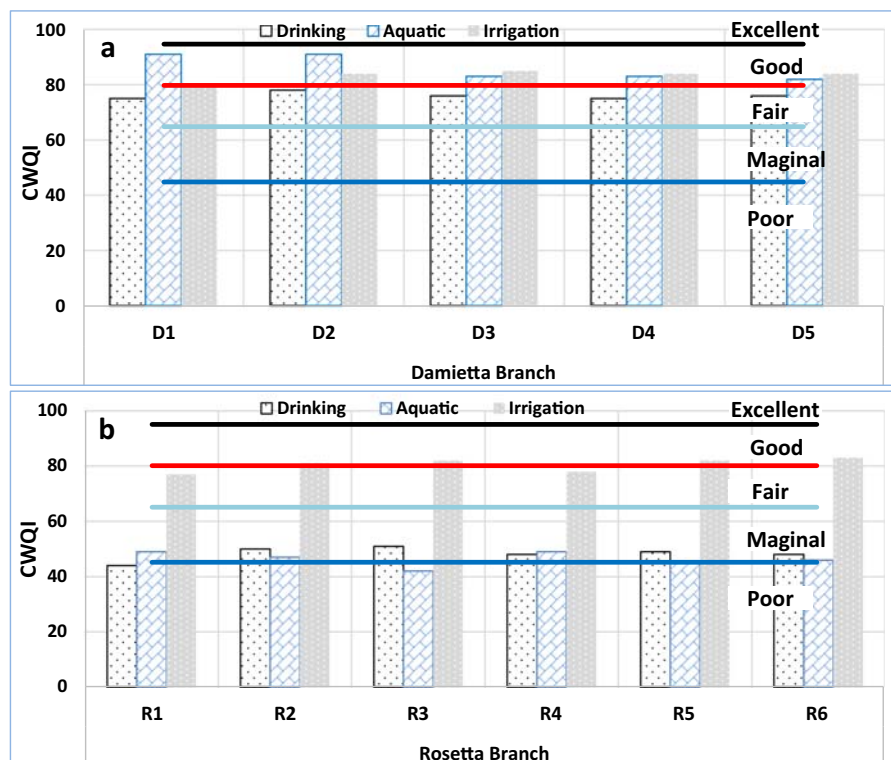 a
Drinking Aquatic Irrigation
Excellent
100
Good
80
Fair
60
Maginal
40
Poor
20
0
CWQI
D1 D2 D3 D4 D5
Damietta Branch
b
Drinking Aquatic Irrigation
Excellent
100
Good
80
Fair
60
Maginal
40
Poor
20
0
CWQI
R1 R2 R3 R4 R5 R6
Rosetta Branch